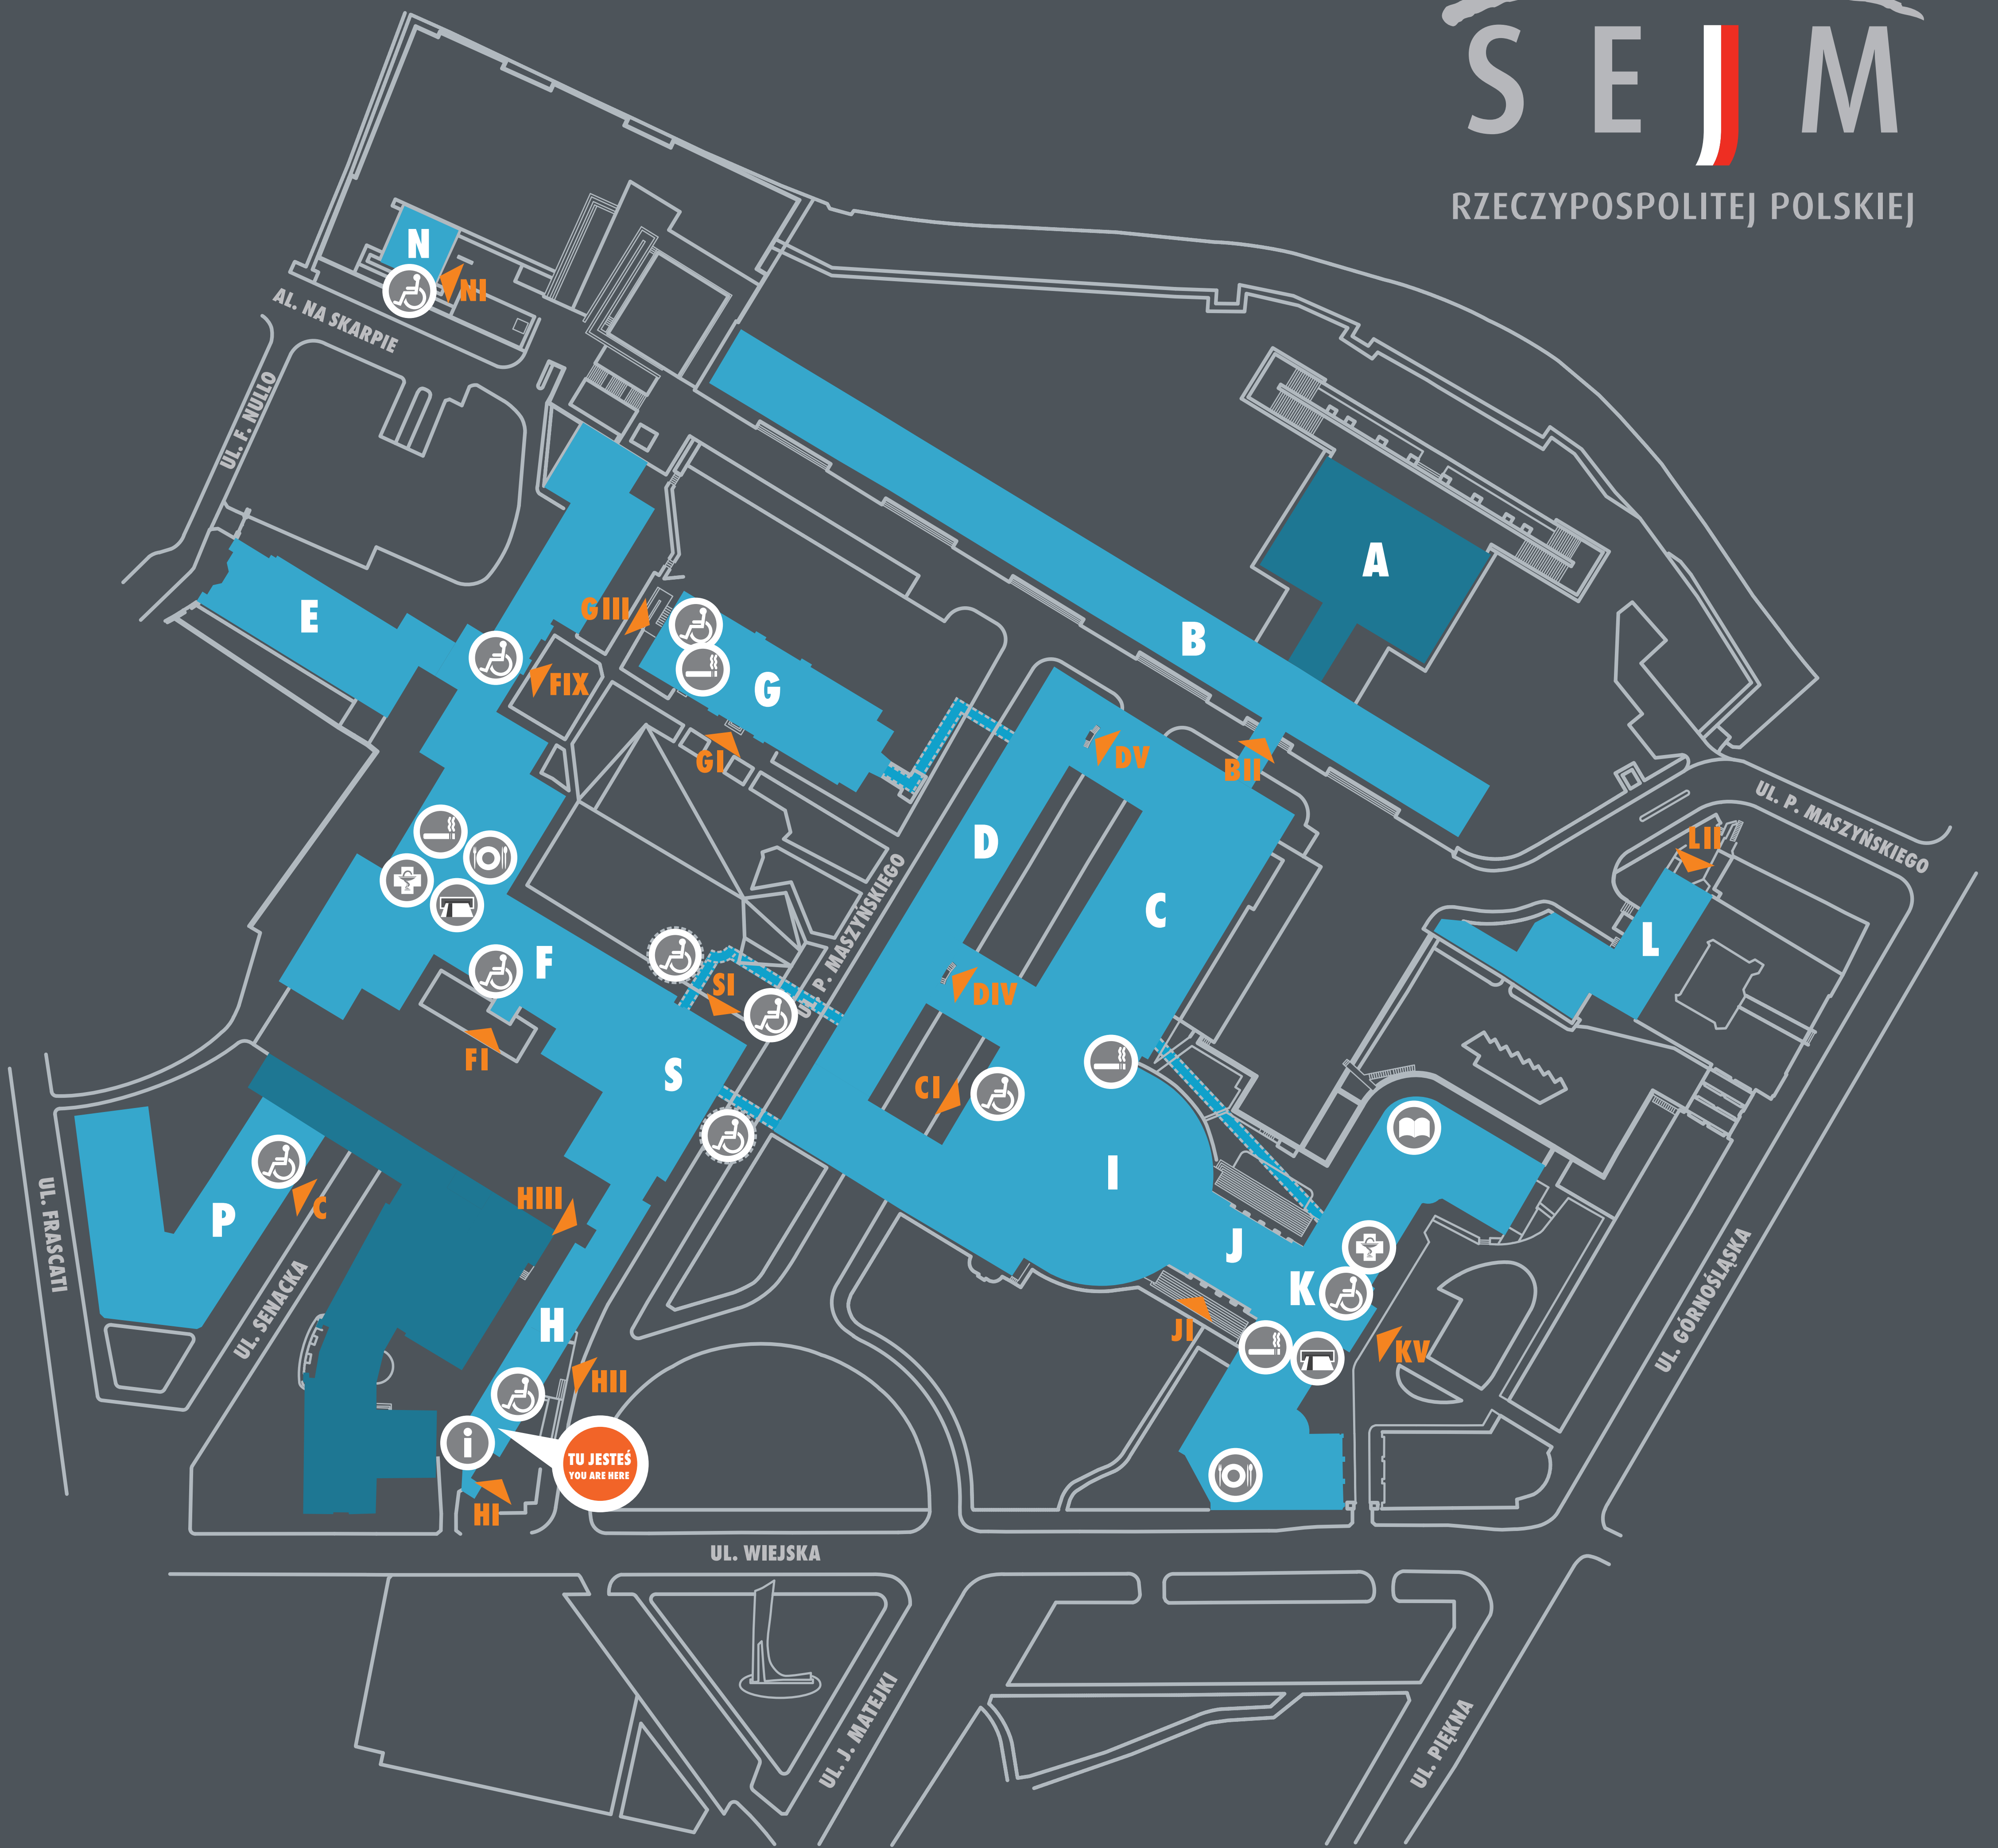 SEJM
RZECZYPOSPOLITEJ POLSKIEJ
N
NI
AL. NA SKARPIE
UL. F. NULLO
A
E
GIII
B
FIX
G
GI
DV
BII
UL. P. MASZYŃSKIEGO
LII
D
C
L
UL. P. MASZYŃSKIEGO
F
SI
DIV
FI
S
CI
I
P
C
HIII
UL. FRASCATI
UL. SENACKA
J
K
H
JI
KV
UL. GÓRNOŚLĄSKA
HII
i
TU JESTEŚ
YOU ARE HERE
HI
UL. WIEJSKA
UL. J. MATEJKI
UL. PIĘKNA